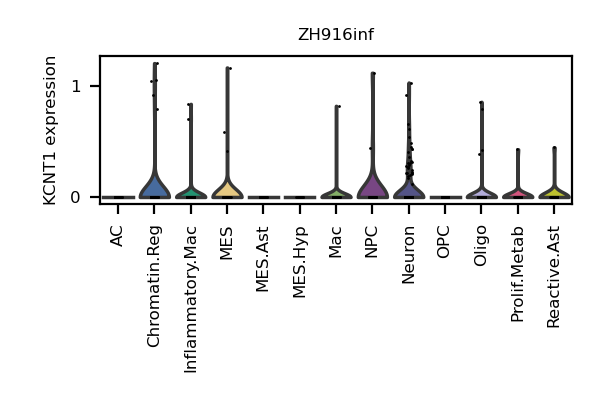 ZH916inf
KCNT1 expression
1
0
AC
Chromatin.Reg
Inflammatory.Mac
MES
MES.Ast
MES.Hyp
Mac
NPC
Neuron
OPC
Oligo
Prolif.Metab
Reactive.Ast